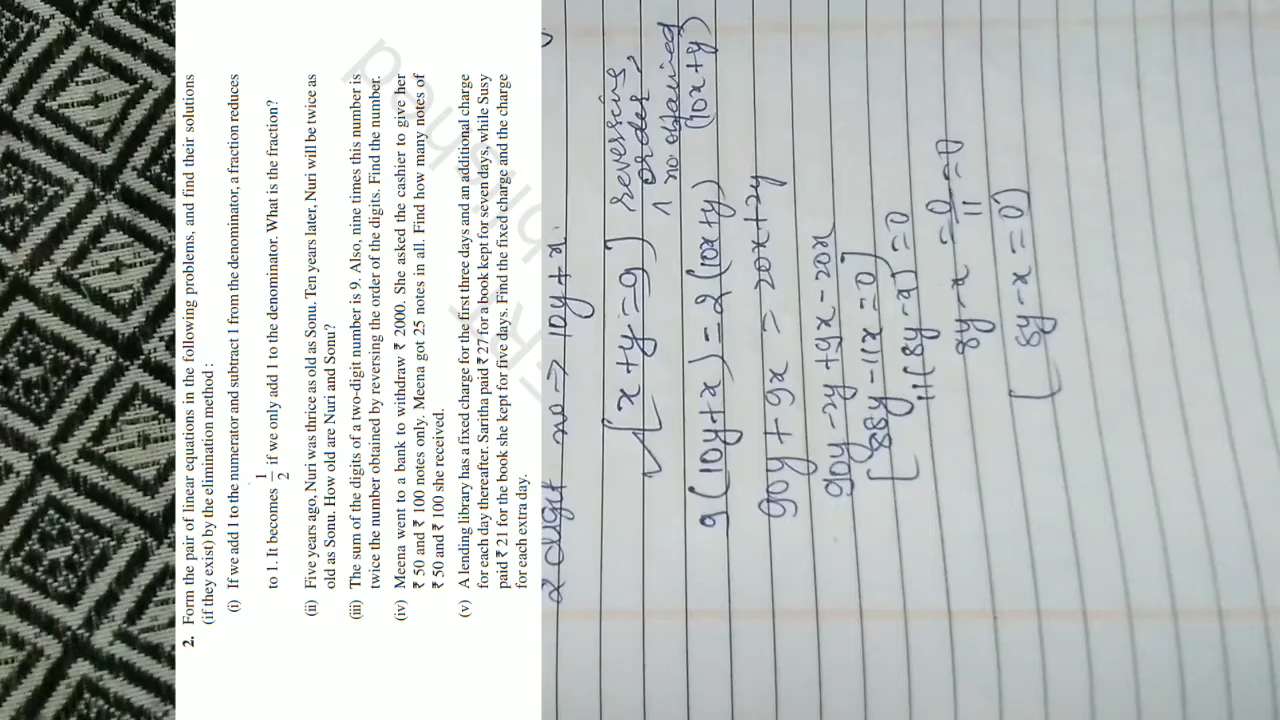 2. Form the pair of linear equations in the following problems, and find their solutions
(if they exist) by the elimination method :
(i) If we add 1 to the numerator and subtract 1 from the denominator, a fraction reduces
to 1. It becomes 1/2 if we only add 1 to the denominator. What is the fraction?
(ii) Five years ago, Nuri was thrice as old as Sonu. Ten years later, Nuri will be twice as
old as Sonu. How old are Nuri and Sonu?
(iii) The sum of the digits of a two-digit number is 9. Also, nine times this number is
twice the number obtained by reversing the order of the digits. Find the number.
(iv) Meena went to a bank to withdraw ₹ 2000. She asked the cashier to give her
₹ 50 and ₹ 100 notes only. Meena got 25 notes in all. Find how many notes of
₹ 50 and ₹ 100 she received.
(v) A lending library has a fixed charge for the first three days and an additional charge
for each day thereafter. Saritha paid ₹ 27 for a book kept for seven days, while Susy
paid ₹ 21 for the book she kept for five days. Find the fixed charge and the charge
for each extra day.
2 digit no → 10y + x.
[x + y = 9] reversing
order,
no obtained
(10x+y)
9(10y+x) = 2(10x+y)
90y + 9x = 20x+2y
90y - 2y + 9x - 20x
[88y - 11x = 0]
11(8y - x) = 0
8y - x = 0/11 = 0
[8y - x = 0]